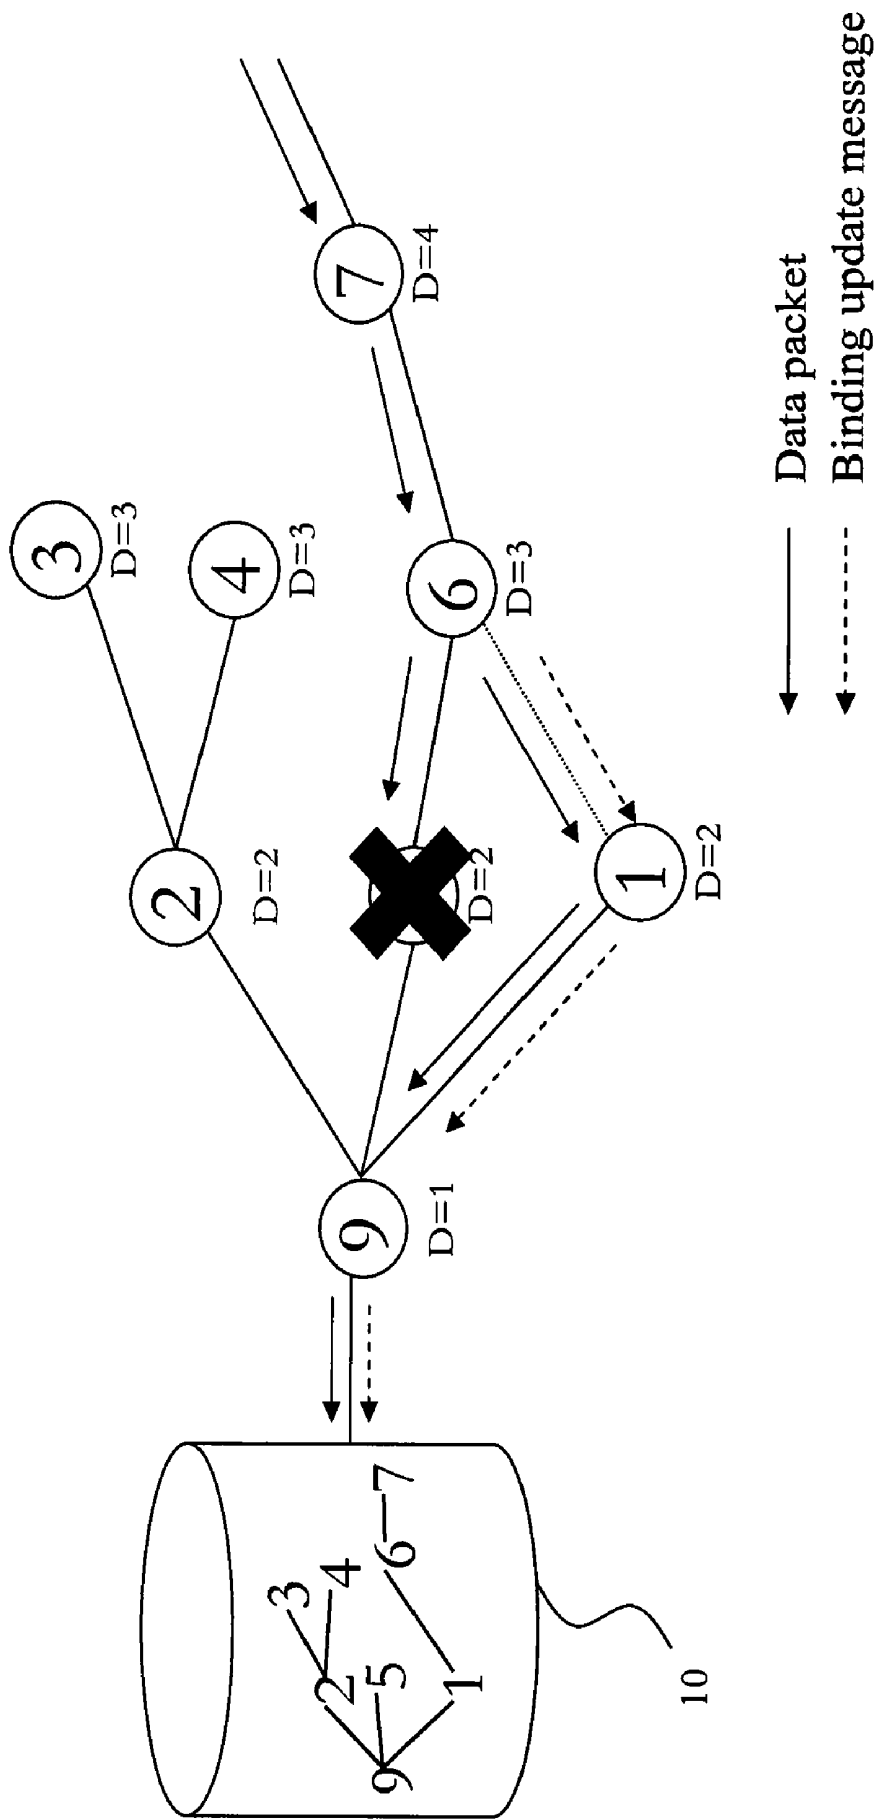 9
2
5
1
3
4
6
7
10
9
D=1
2
D=2
D=2
1
D=2
3
D=3
4
D=3
6
D=3
7
D=4
Data packet
Binding update message